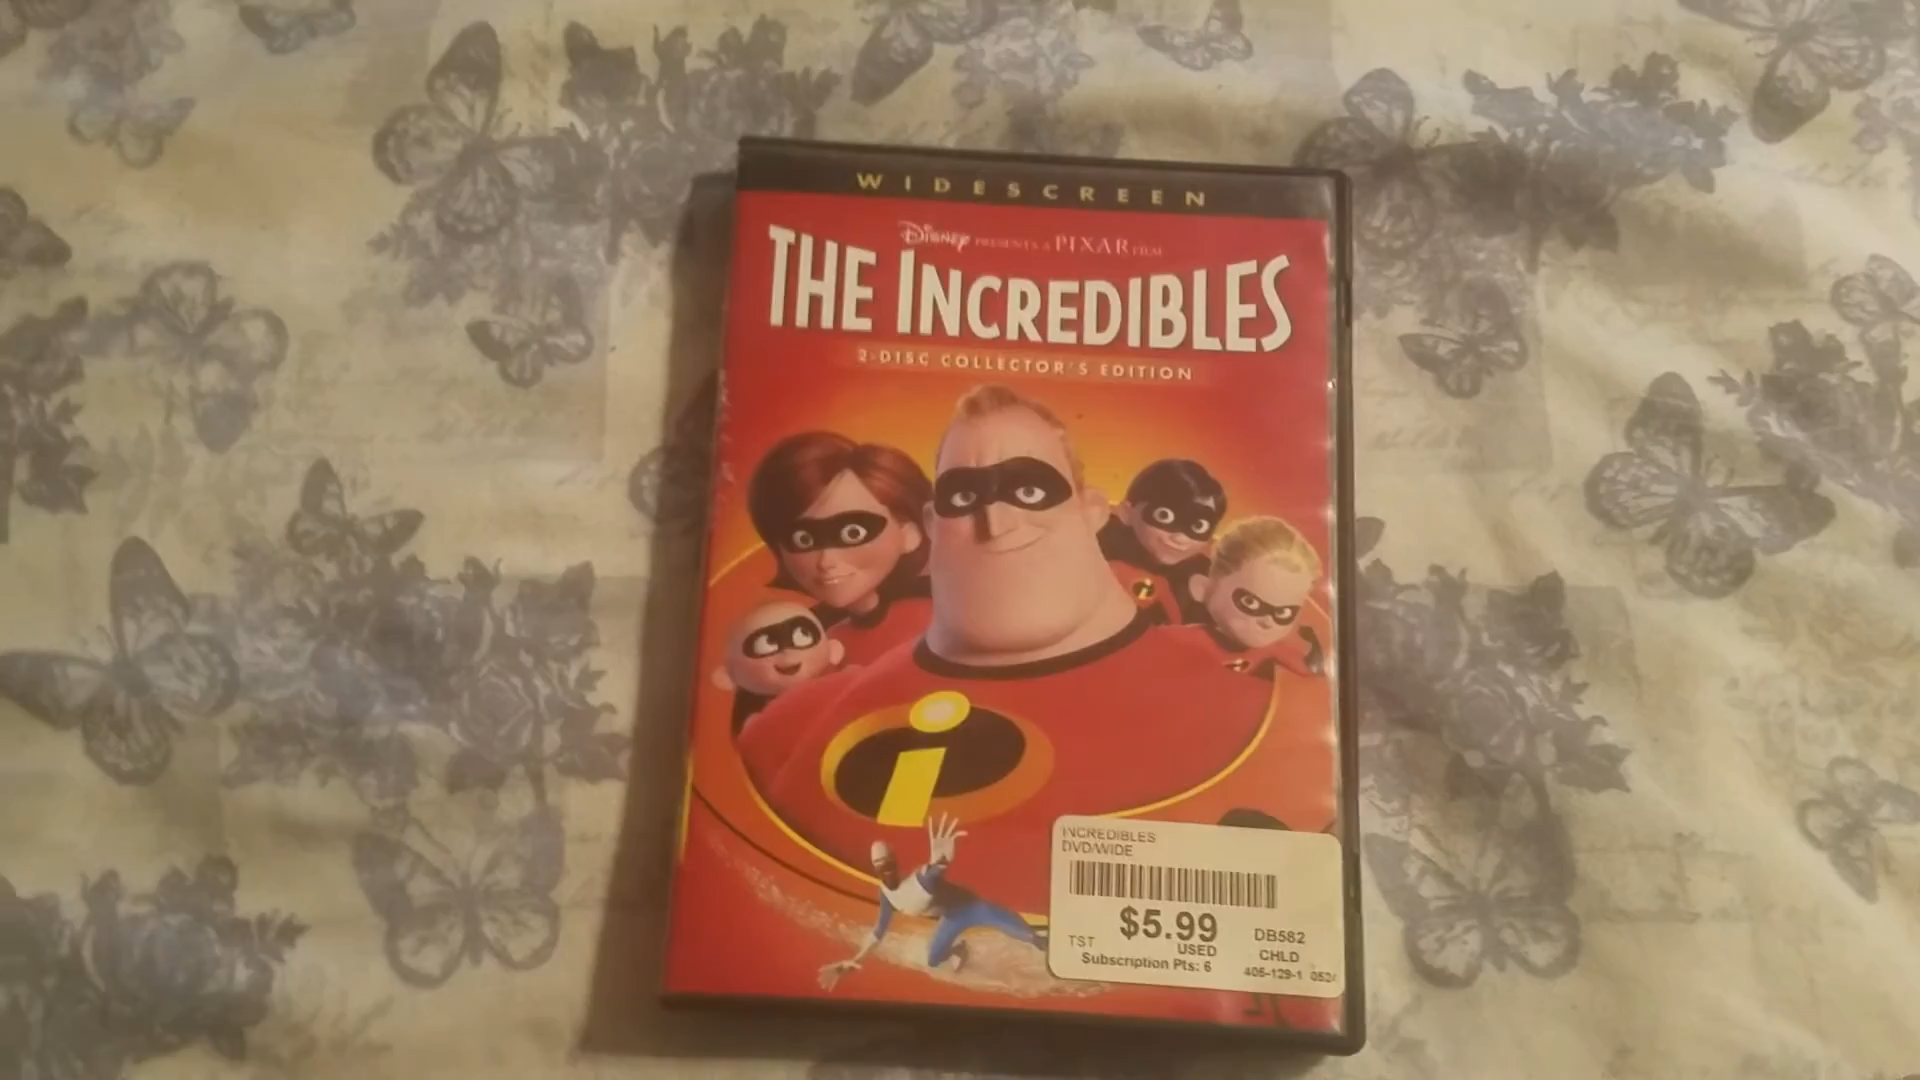 WIDESCREEN
Disney PRESENTS A PIXAR FILM
THE INCREDIBLES
2-DISC COLLECTOR'S EDITION
i
INCREDIBLES
DVD/WIDE
$5.99
TST USED DB582
CHLD
Subscription Pts: 6
405-129-1